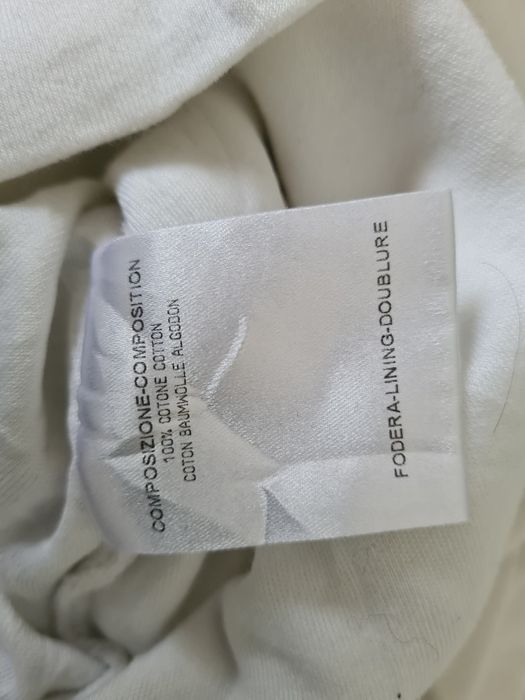 COMPOSIZIONE-COMPOSITION
100% COTONE COTTON
COTON BAUMWOLLE ALGODON
FODERA-LINING-DOUBLURE